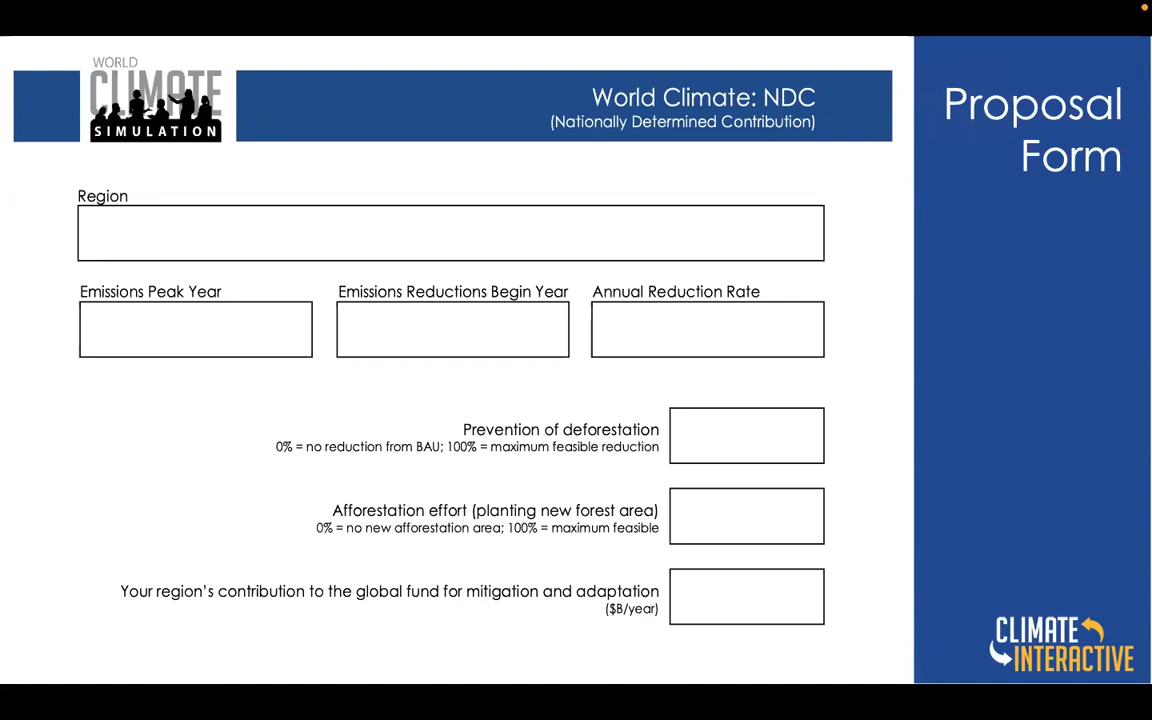 WORLD
CLIMATE
SIMULATION
World Climate: NDC
(Nationally Determined Contribution)
Proposal
Form
Region
Emissions Peak Year
Emissions Reductions Begin Year
Annual Reduction Rate
Prevention of deforestation
0% = no reduction from BAU; 100% = maximum feasible reduction
Afforestation effort (planting new forest area)
0% = no new afforestation area; 100% = maximum feasible
Your region’s contribution to the global fund for mitigation and adaptation
($B/year)
CLIMATE
INTERACTIVE